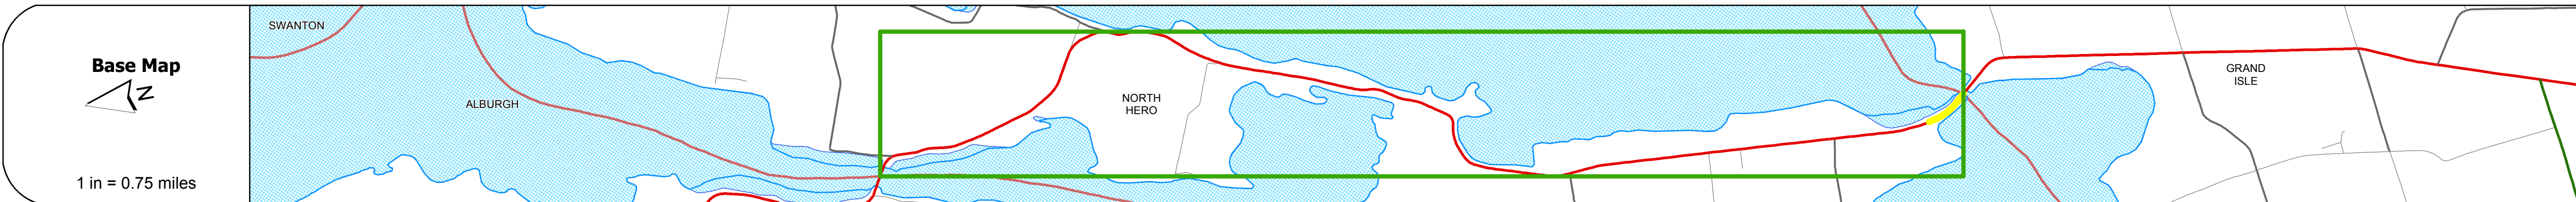 Base Map
N
1 in = 0.75 miles
SWANTON
ALBURGH
NORTH
HERO
GRAND
ISLE